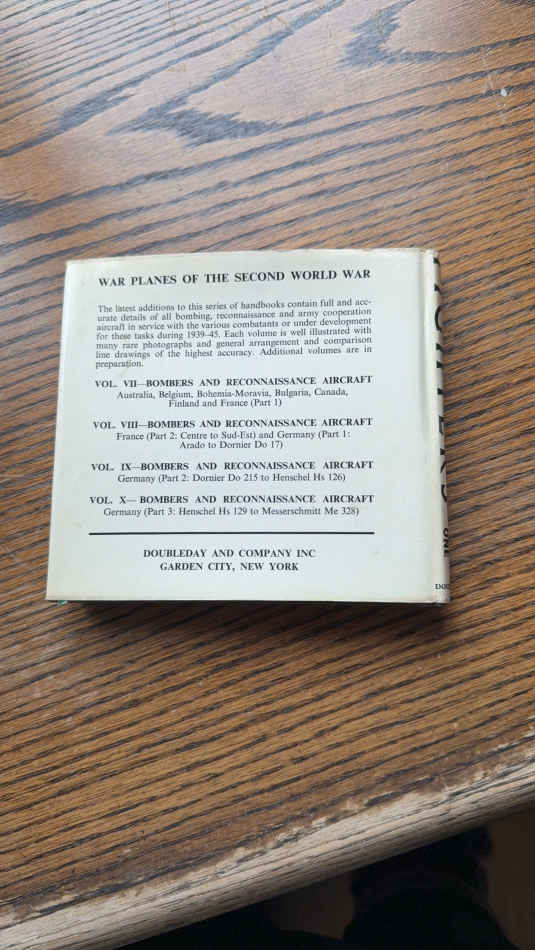 WAR PLANES OF THE SECOND WORLD WAR
The latest additions to this series of handbooks contain full and acc-
urate details of all bombing, reconnaissance and army cooperation
aircraft in service with the various combatants or under development
for these tasks during 1939-45. Each volume is well illustrated with
many rare photographs and general arrangement and comparison
line drawings of the highest accuracy. Additional volumes are in
preparation.
VOL. VII—BOMBERS AND RECONNAISSANCE AIRCRAFT
Australia, Belgium, Bohemia-Moravia, Bulgaria, Canada,
Finland and France (Part 1)
VOL. VIII—BOMBERS AND RECONNAISSANCE AIRCRAFT
France (Part 2: Centre to Sud-Est) and Germany (Part 1:
Arado to Dornier Do 17)
VOL. IX—BOMBERS AND RECONNAISSANCE AIRCRAFT
Germany (Part 2: Dornier Do 215 to Henschel Hs 126)
VOL. X— BOMBERS AND RECONNAISSANCE AIRCRAFT
Germany (Part 3: Henschel Hs 129 to Messerschmitt Me 328)
DOUBLEDAY AND COMPANY INC
GARDEN CITY, NEW YORK
ONE